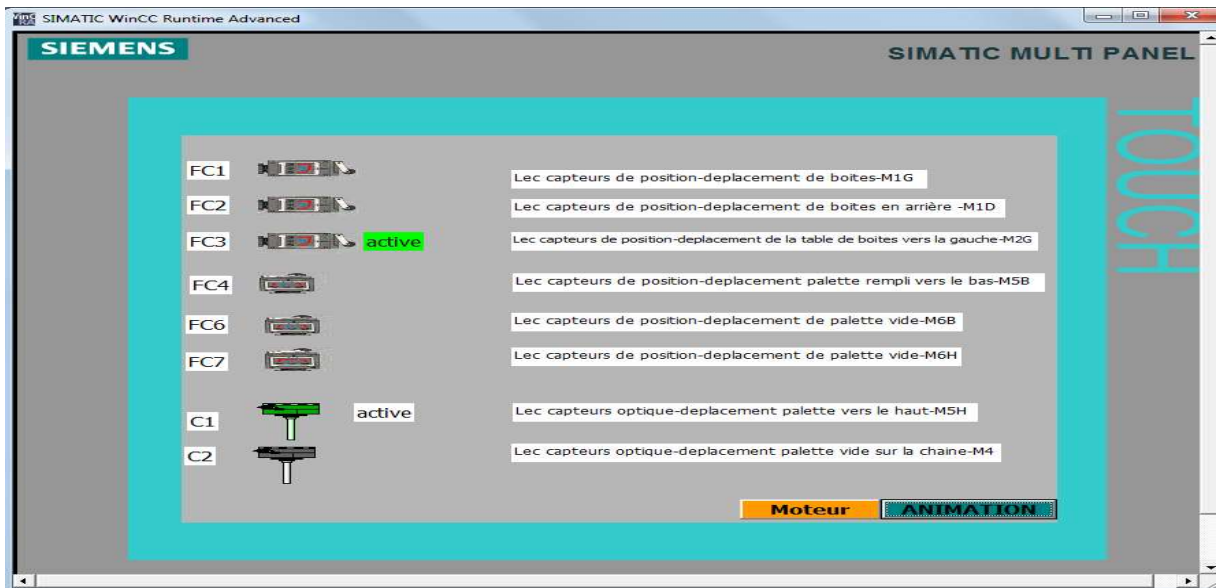 SIMATIC WinCC Runtime Advanced
SIEMENS
SIMATIC MULTI PANEL
TOUCH
FC1
Lec capteurs de position-deplacement de boites-M1G
FC2
Lec capteurs de position-deplacement de boites en arrière -M1D
FC3
active
Lec capteurs de position-deplacement de la table de boites vers la gauche-M2G
FC4
Lec capteurs de position-deplacement palette rempli vers le bas-M5B
FC6
Lec capteurs de position-deplacement de palette vide-M6B
FC7
Lec capteurs de position-deplacement de palette vide-M6H
C1
active
Lec capteurs optique-deplacement palette vers le haut-M5H
C2
Lec capteurs optique-deplacement palette vide sur la chaine-M4
Moteur
ANIMATION